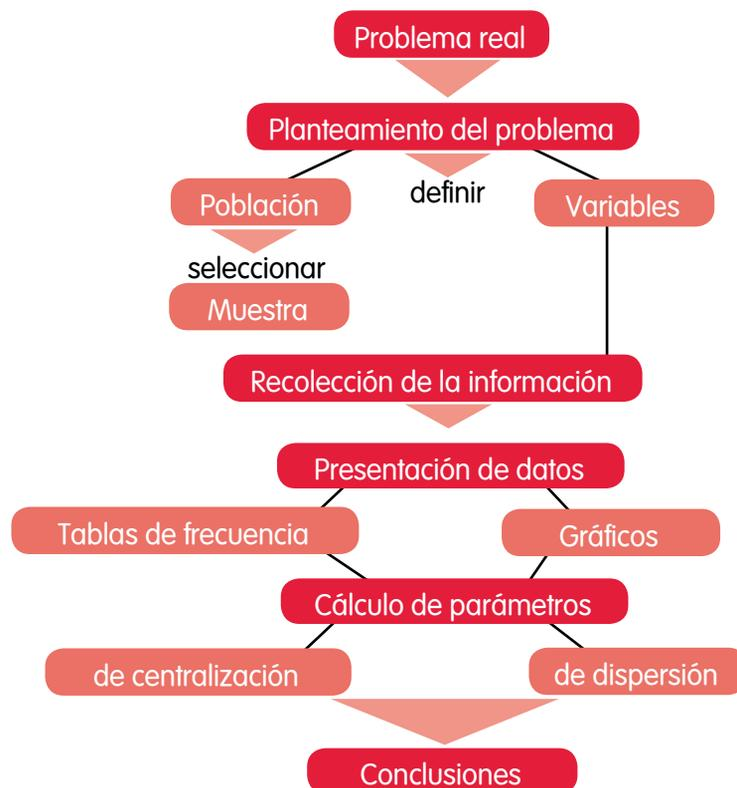 Problema real
Planteamiento del problema
definir
Población
Variables
seleccionar
Muestra
Recolección de la información
Presentación de datos
Tablas de frecuencia
Gráficos
Cálculo de parámetros
de centralización
de dispersión
Conclusiones